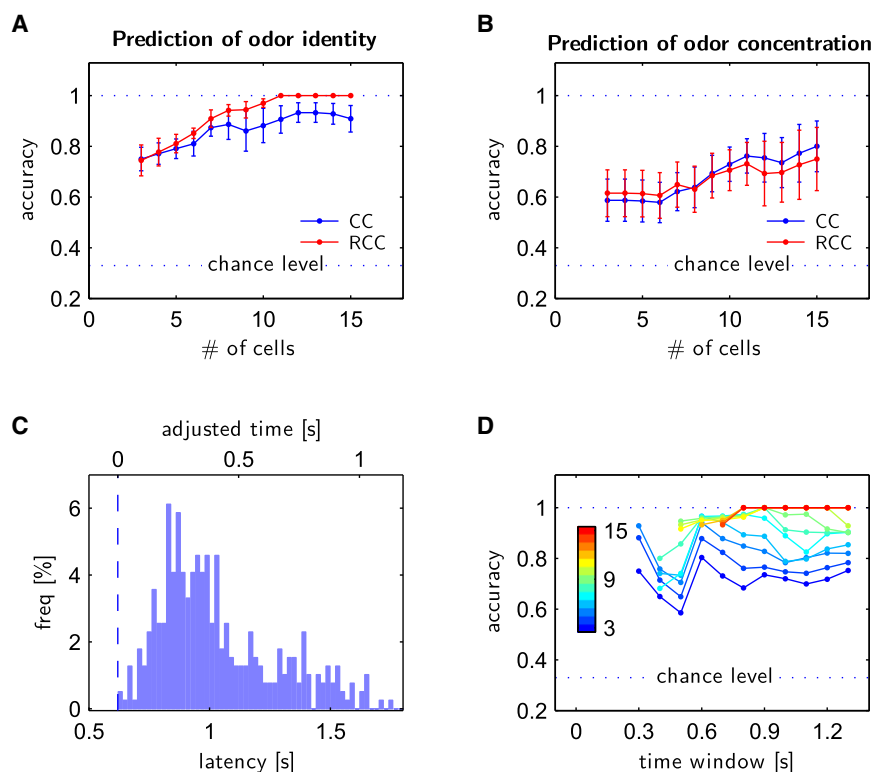 A
Prediction of odor identity
1
0.8
0.6
0.4
0.2
accuracy
CC
RCC
chance level
0
5
10
15
# of cells
B
Prediction of odor concentration
1
0.8
0.6
0.4
0.2
accuracy
CC
RCC
chance level
0
5
10
15
# of cells
C
adjusted time [s]
0
0.5
1
6
4
2
0
freq [%]
0.5
1
1.5
latency [s]
D
1
0.8
0.6
0.4
0.2
accuracy
15
9
3
chance level
0
0.3
0.6
0.9
1.2
time window [s]